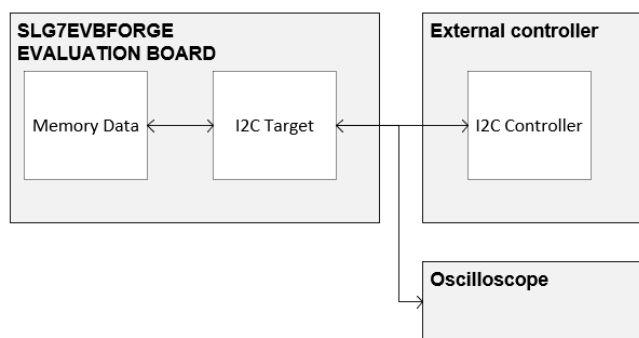 SLG7EVBFORGE
EVALUATION BOARD
Memory Data
I2C Target
External controller
I2C Controller
Oscilloscope